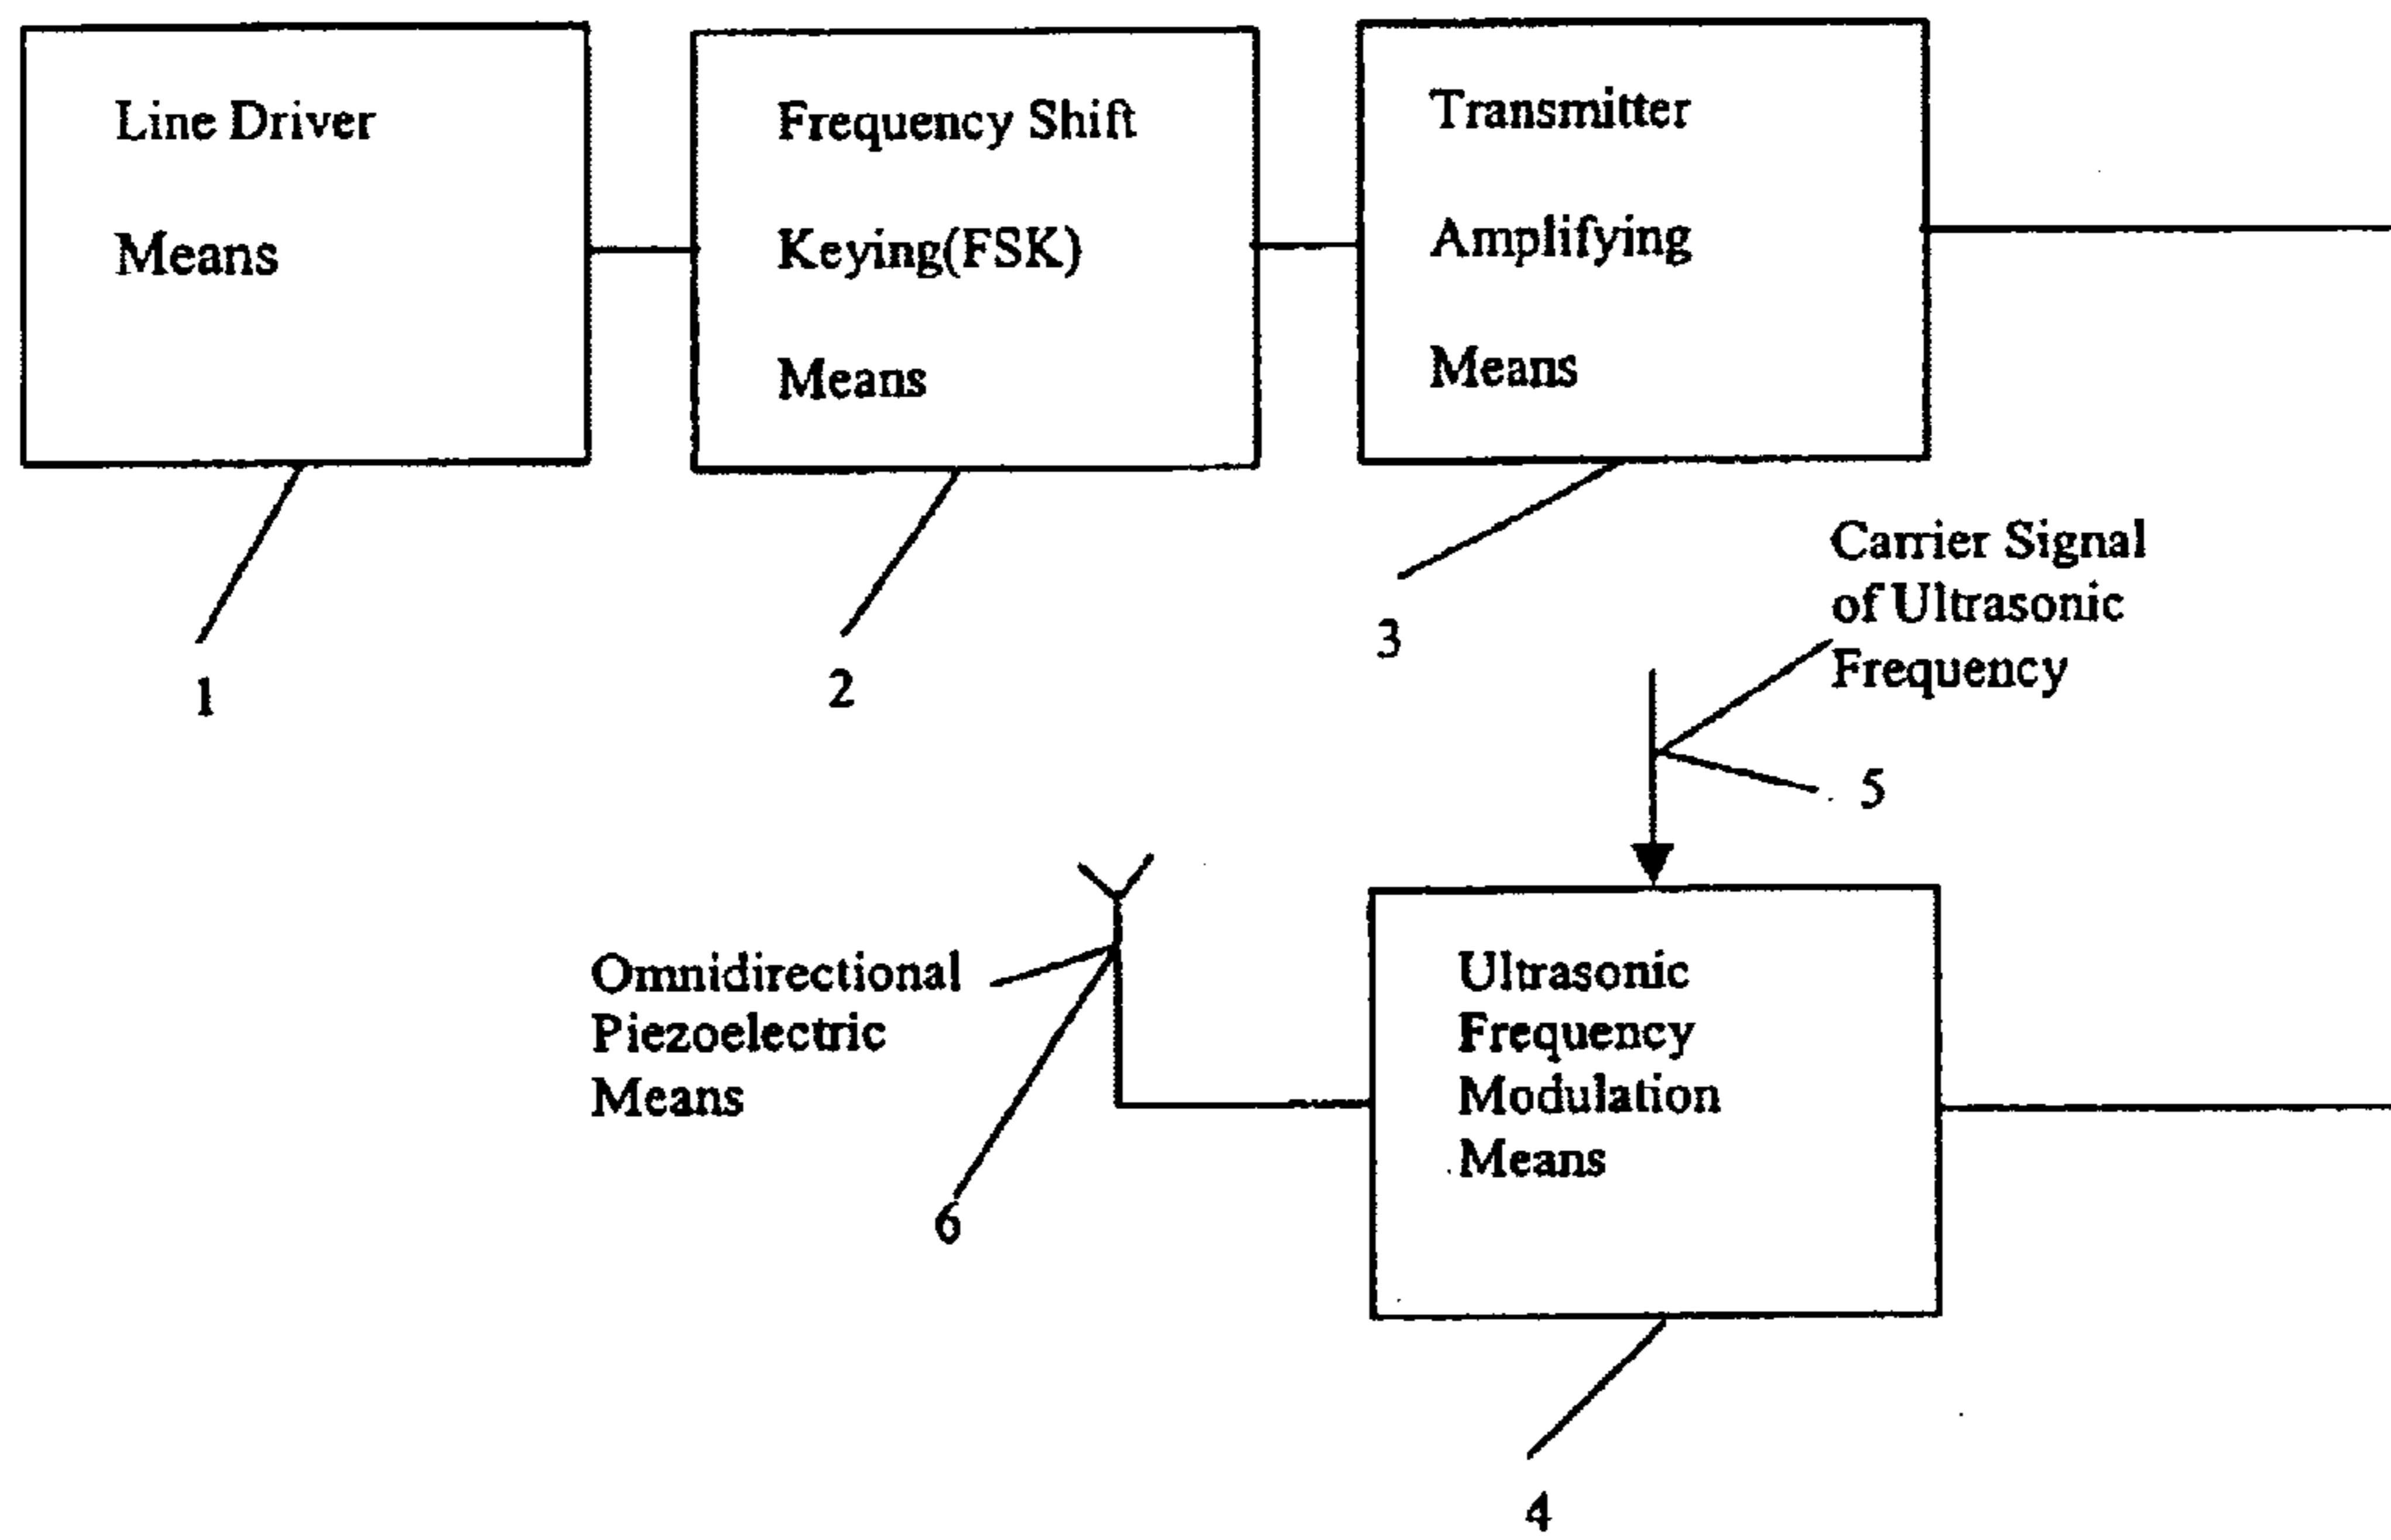 Line Driver
Means
Frequency Shift
Keying(FSK)
Means
Transmitter
Amplifying
Means
1
2
3
Carrier Signal
of Ultrasonic
Frequency
5
Omnidirectional
Piezoelectric
Means
6
Ultrasonic
Frequency
Modulation
Means
4